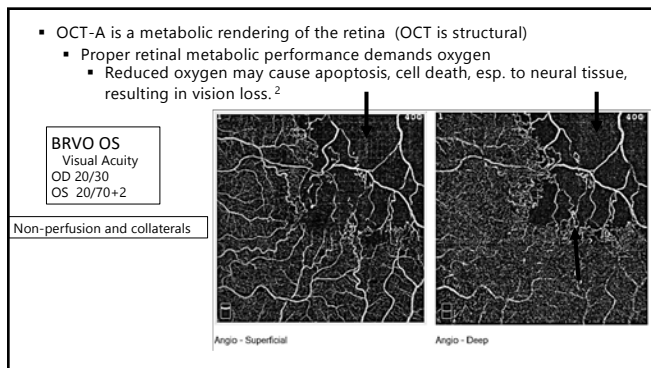 ▪ OCT-A is a metabolic rendering of the retina (OCT is structural)
▪ Proper retinal metabolic performance demands oxygen
▪ Reduced oxygen may cause apoptosis, cell death, esp. to neural tissue,
resulting in vision loss. 2
BRVO OS
Visual Acuity
OD 20/30
OS 20/70+2
Non-perfusion and collaterals
1 400
1 400
Angio - Superficial
Angio - Deep